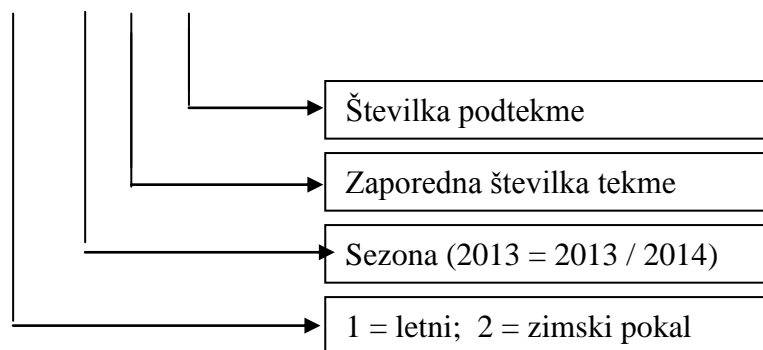 Številka podtekme
Zaporedna številka tekme
Sezona (2013 = 2013 / 2014)
1 = letni; 2 = zimski pokal